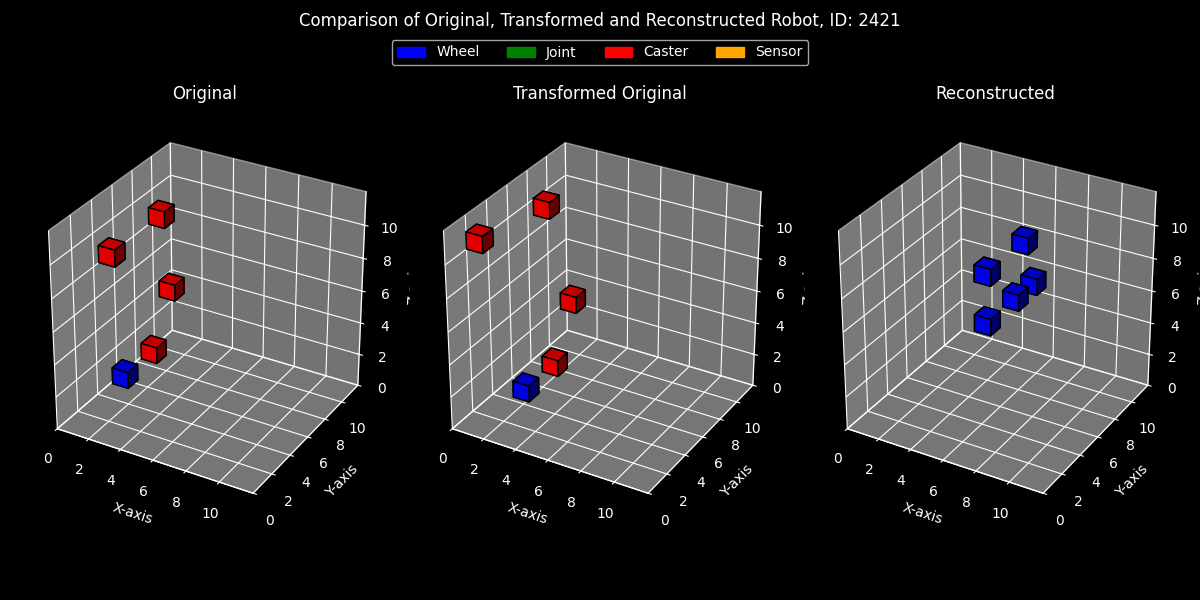 Comparison of Original, Transformed and Reconstructed Robot, ID: 2421
Wheel Joint Caster Sensor
Original Transformed Original Reconstructed
10 10 10
8 8 8
6 6 6
4 4 4
2 2 2
0 0 0
10 10 10
8 8 8
6 6 6
4 4 4
2 2 2
0 0 0
0 2 4 6 8 10 0 2 4 6 8 10 0 2 4 6 8 10
X-axis Y-axis X-axis Y-axis X-axis Y-axis